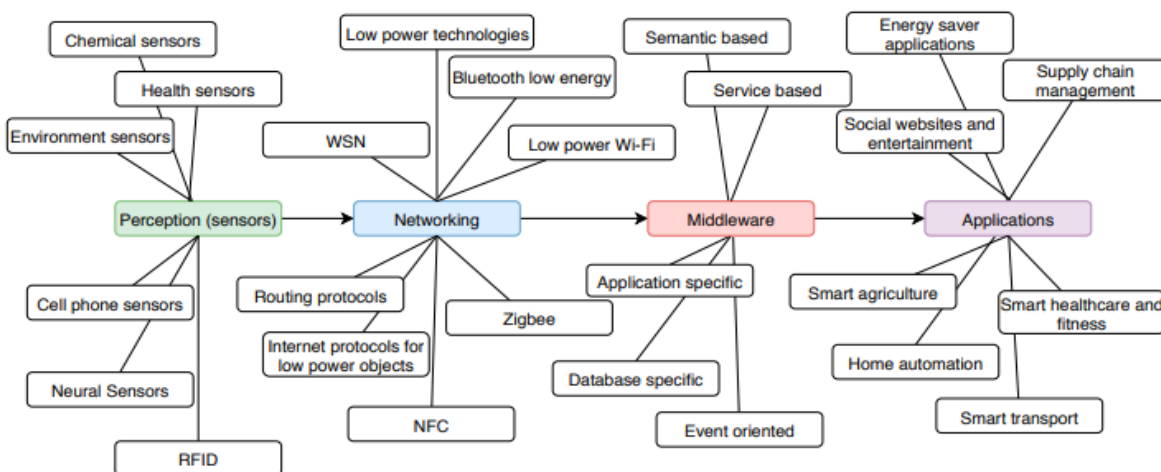 Chemical sensors
Health sensors
Environment sensors
Perception (sensors)
Cell phone sensors
Neural Sensors
RFID
Low power technologies
Bluetooth low energy
WSN
Low power Wi-Fi
Networking
Routing protocols
Zigbee
Internet protocols for
low power objects
NFC
Semantic based
Service based
Middleware
Application specific
Database specific
Event oriented
Energy saver
applications
Supply chain
management
Social websites and
entertainment
Applications
Smart agriculture
Smart healthcare and
fitness
Home automation
Smart transport